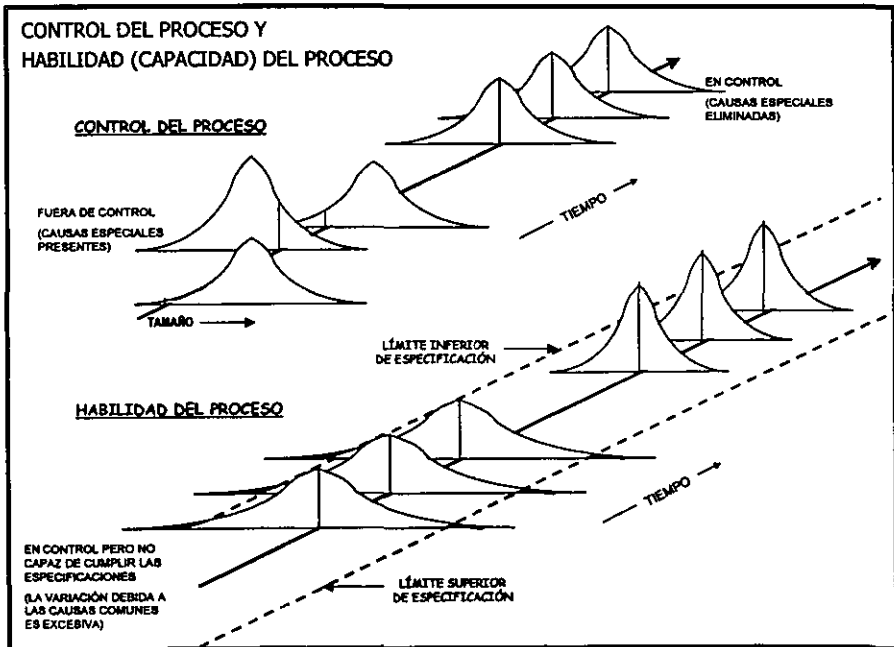 CONTROL DEL PROCESO Y
HABILIDAD (CAPACIDAD) DEL PROCESO
CONTROL DEL PROCESO
EN CONTROL
(CAUSAS ESPECIALES
ELIMINADAS)
FUERA DE CONTROL
(CAUSAS ESPECIALES
PRESENTES)
TIEMPO
TAMAÑO
LÍMITE INFERIOR
DE ESPECIFICACIÓN
HABILIDAD DEL PROCESO
TIEMPO
EN CONTROL PERO NO
CAPAZ DE CUMPLIR LAS
ESPECIFICACIONES
(LA VARIACIÓN DEBIDA A
LAS CAUSAS COMUNES
ES EXCESIVA)
LÍMITE SUPERIOR
DE ESPECIFICACIÓN